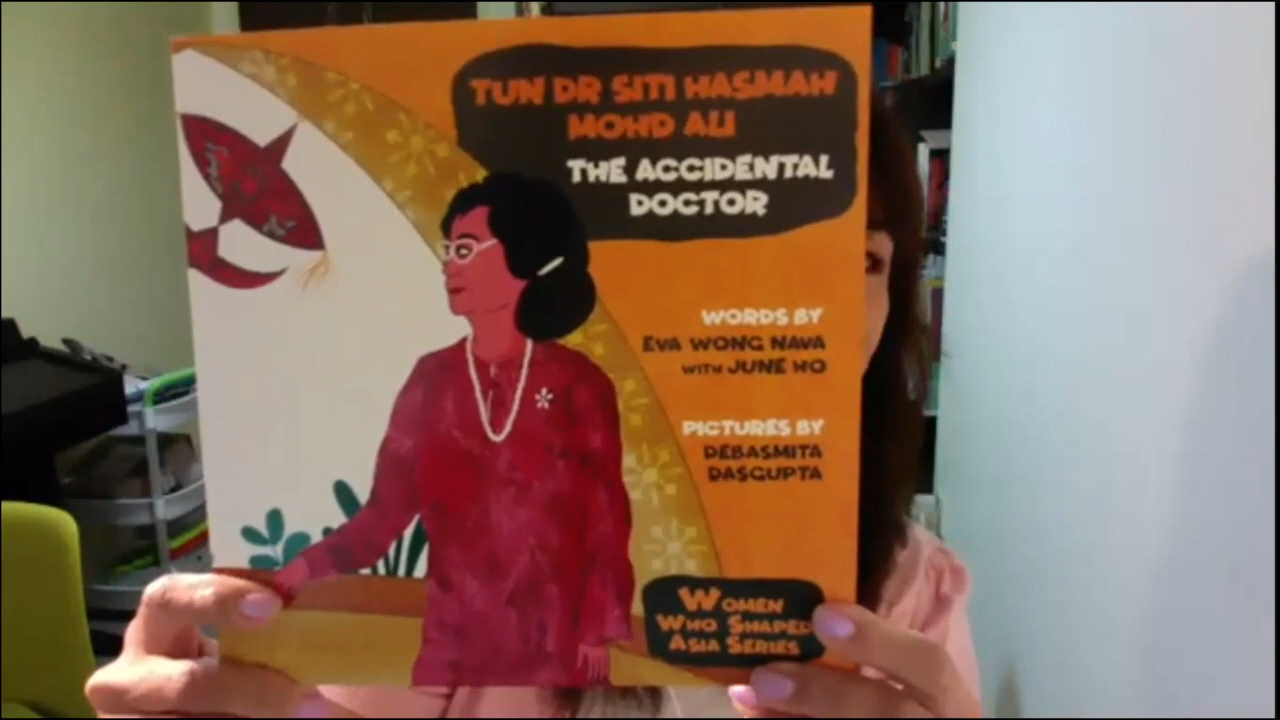 TUN DR SITI HASMAH
MOHD ALI
THE ACCIDENTAL
DOCTOR
WORDS BY
EVA WONG NAVA
WITH JUNE HO
PICTURES BY
DEBASMITA
DASGUPTA
WOMEN
WHO SHAPED
ASIA SERIES